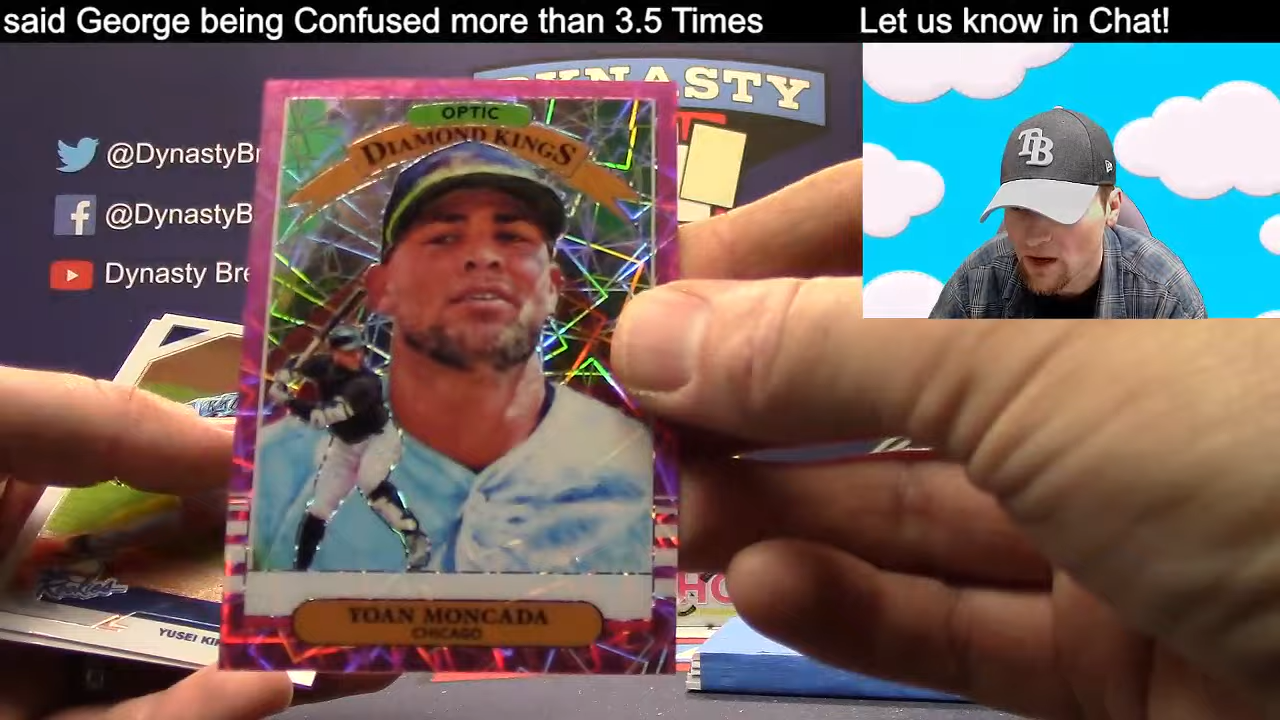 said George being Confused more than 3.5 Times
Let us know in Chat!
DYNASTY
@DynastyBr
@DynastyB
Dynasty Bre
OPTIC
DIAMOND KINGS
TB
YUSEI KI
YOAN MONCADA
CHICAGO